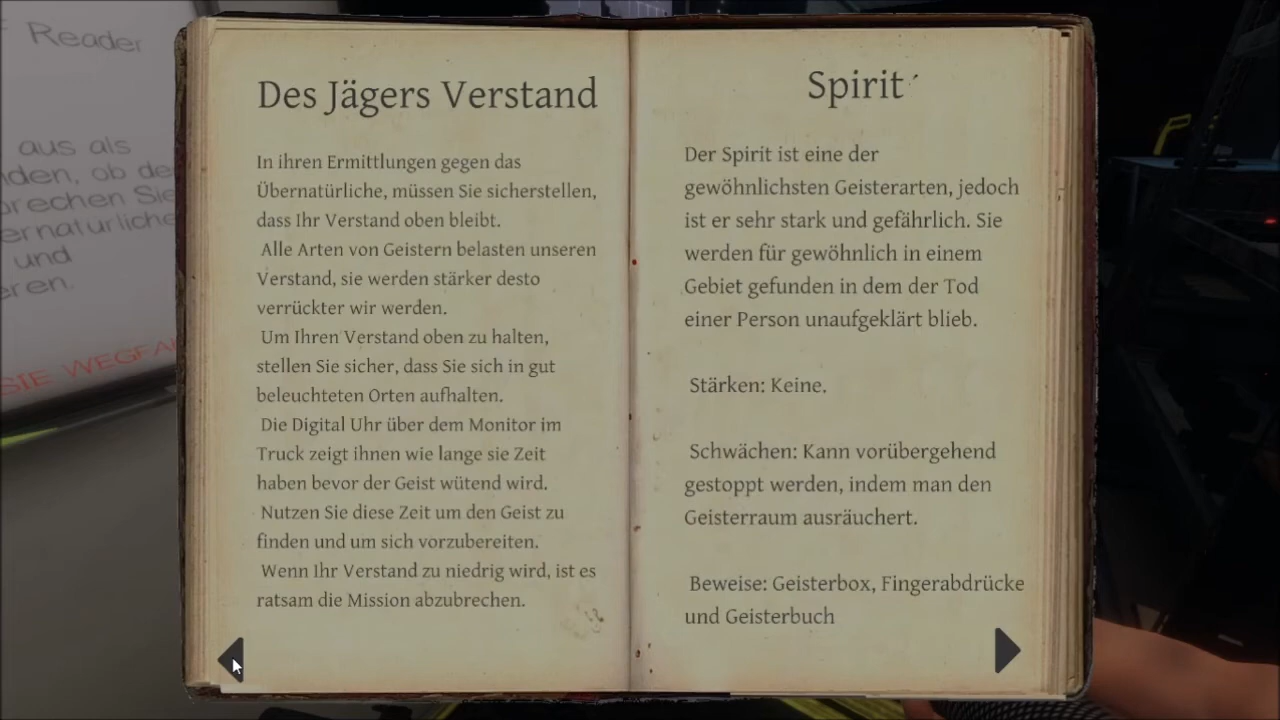 Reader
aus als
ob de
Sie
und
SIE
Des Jägers Verstand
In ihren Ermittlungen gegen das
Übernatürliche, müssen Sie sicherstellen,
dass Ihr Verstand oben bleibt.
Alle Arten von Geistern belasten unseren
Verstand, sie werden stärker desto
verrückter wir werden.
Um Ihren Verstand oben zu halten,
stellen Sie sicher, dass Sie sich in gut
beleuchteten Orten aufhalten.
Die Digital Uhr über dem Monitor im
Truck zeigt ihnen wie lange sie Zeit
haben bevor der Geist wütend wird.
Nutzen Sie diese Zeit um den Geist zu
finden und um sich vorzubereiten.
Wenn Ihr Verstand zu niedrig wird, ist es
ratsam die Mission abzubrechen.
Spirit
Der Spirit ist eine der
gewöhnlichsten Geisterarten, jedoch
ist er sehr stark und gefährlich. Sie
werden für gewöhnlich in einem
Gebiet gefunden in dem der Tod
einer Person unaufgeklärt blieb.
Stärken: Keine.
Schwächen: Kann vorübergehend
gestoppt werden, indem man den
Geisterraum ausräuchert.
Beweise: Geisterbox, Fingerabdrücke
und Geisterbuch